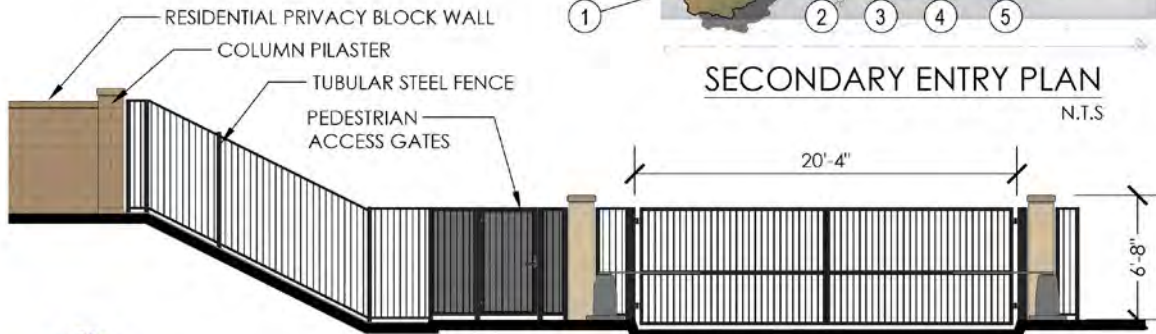 RESIDENTIAL PRIVACY BLOCK WALL
COLUMN PILASTER
TUBULAR STEEL FENCE
PEDESTRIAN
ACCESS GATES
1
2
3
4
5
SECONDARY ENTRY PLAN
N.T.S
20'-4"
6'-8"